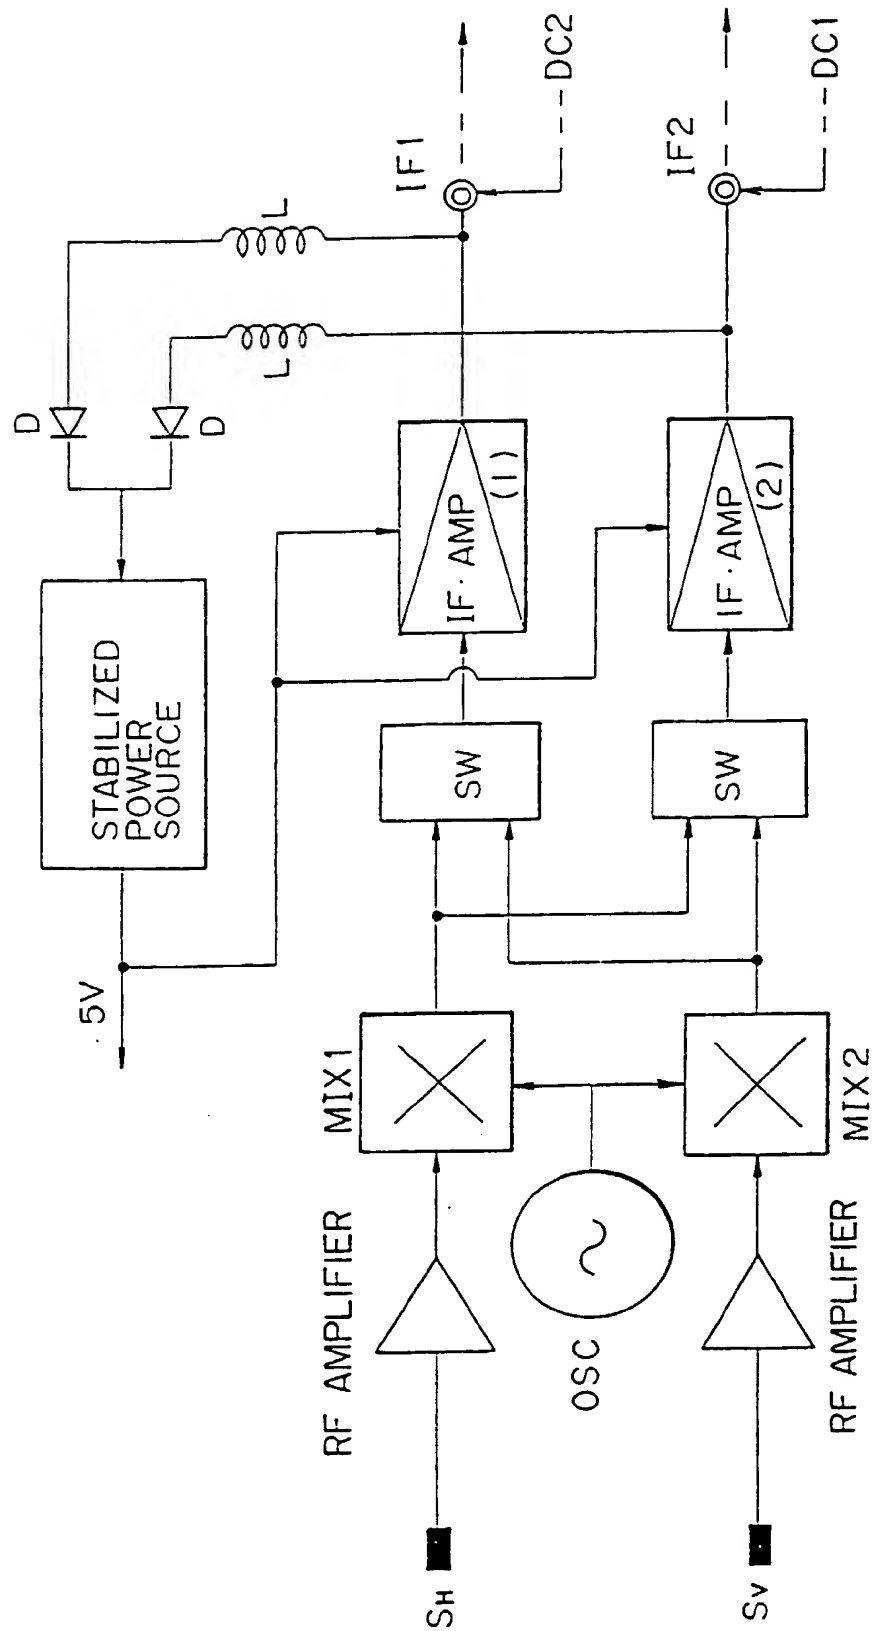 D
D
STABILIZED
POWER
SOURCE
5V
L
L
IF1
DC2
IF2
DC1
SH
RF AMPLIFIER
MIX1
SW
IF·AMP
(1)
OSC
SV
RF AMPLIFIER
MIX2
SW
IF·AMP
(2)